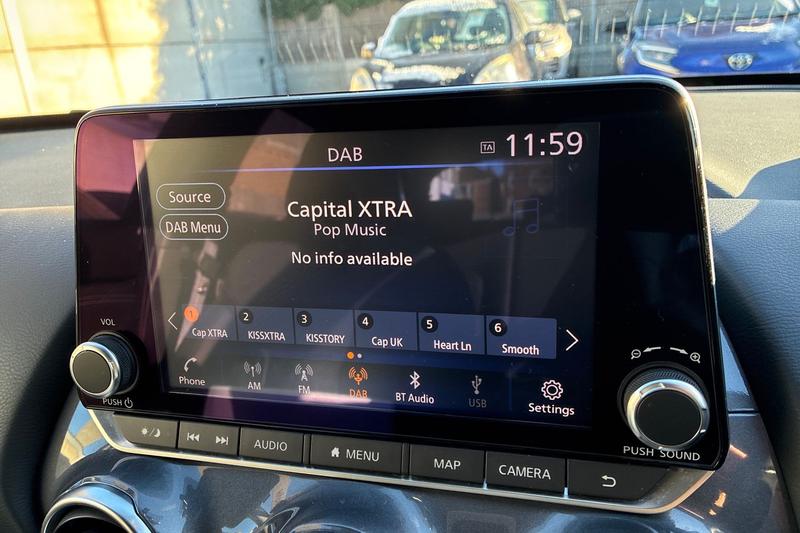 DAB
TA
11:59
Source
Capital XTRA
DAB Menu
Pop Music
No info available
1
Cap XTRA
2
KISSXTRA
3
KISSTORY
4
Cap UK
5
Heart Ln
6
Smooth
Phone
AM
FM
DAB
BT Audio
USB
Settings
VOL
PUSH
PUSH SOUND
AUDIO
MENU
MAP
CAMERA